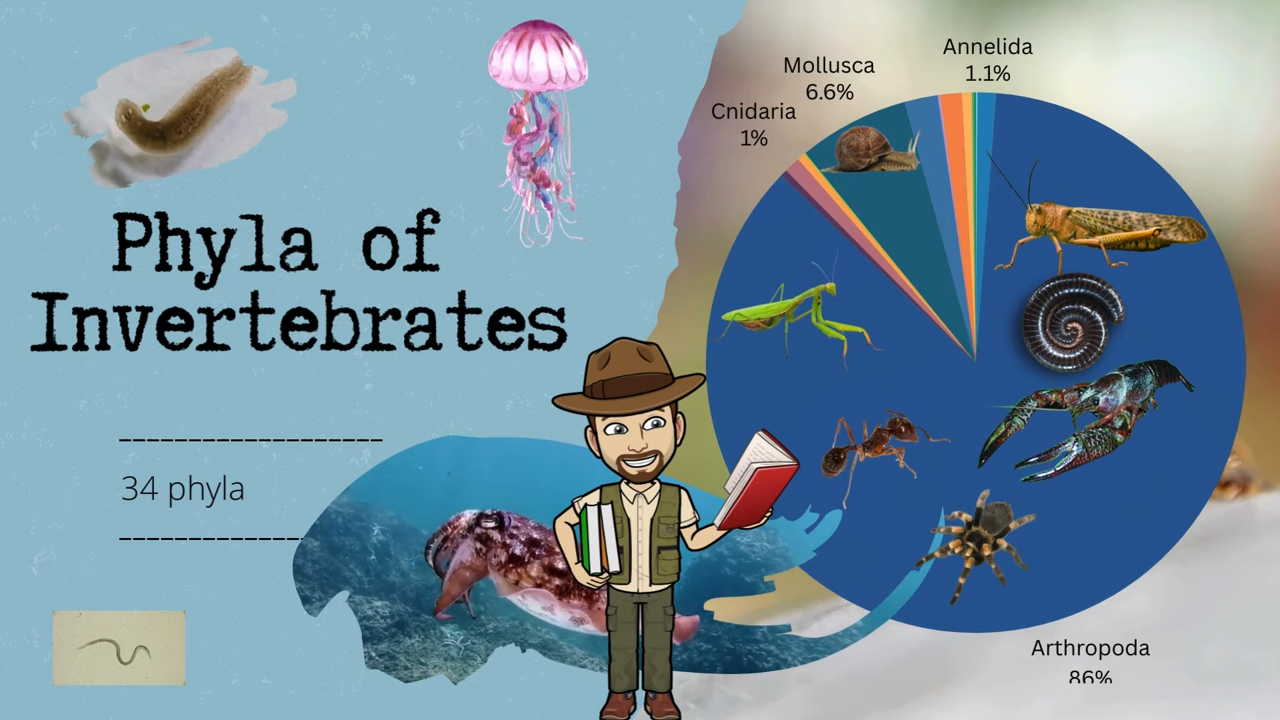 Phyla of
Invertebrates
34 phyla
Cnidaria
1%
Mollusca
6.6%
Annelida
1.1%
Arthropoda
86%